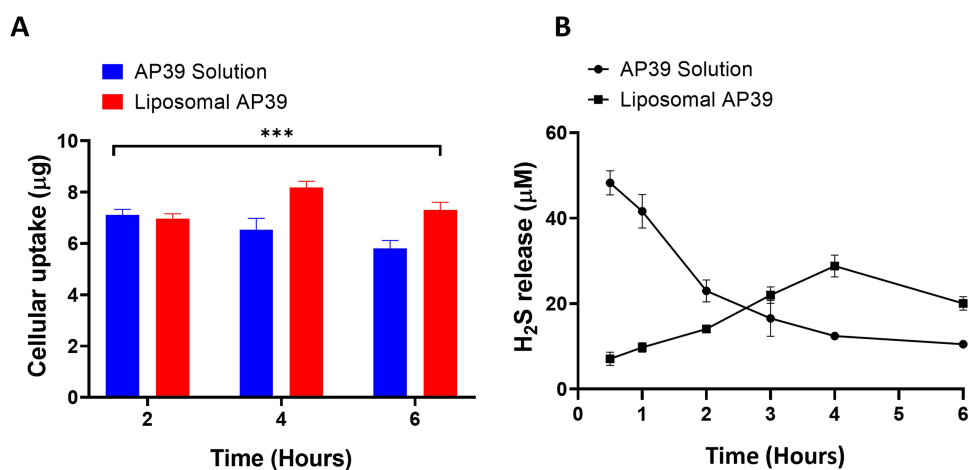 A
AP39 Solution
Liposomal AP39
***
10
8
6
4
2
0
Cellular uptake (μg)
2 4 6
Time (Hours)
B
AP39 Solution
Liposomal AP39
60
40
20
0
H₂S release (μM)
0 1 2 3 4 5 6
Time (Hours)